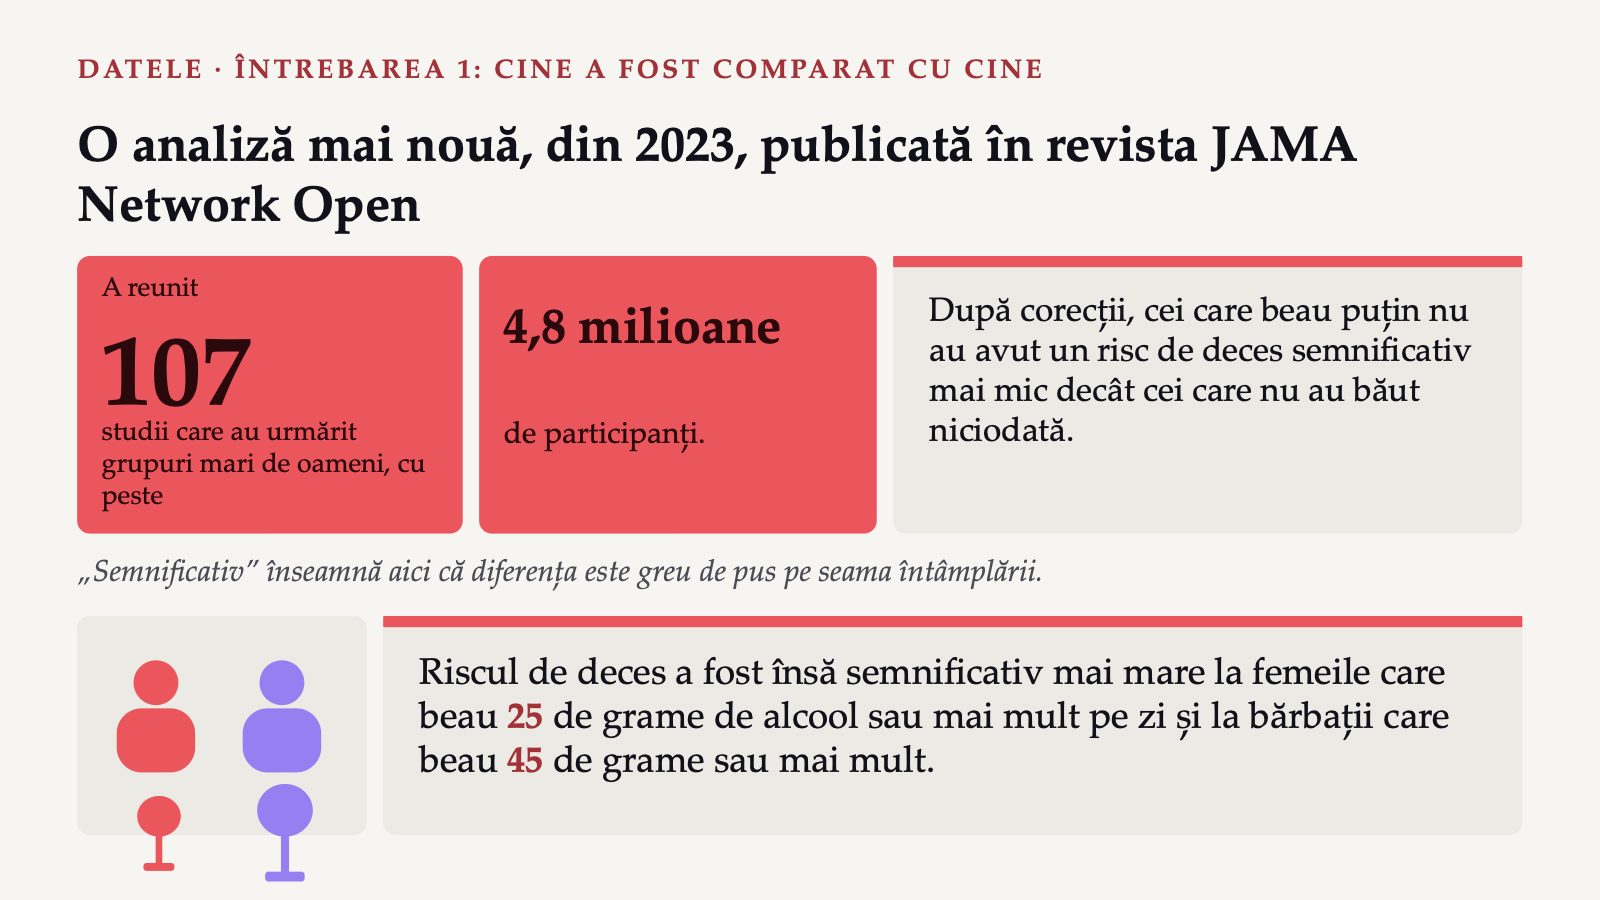 DATELE · ÎNTREBAREA 1: CINE A FOST COMPARAT CU CINE
O analiză mai nouă, din 2023, publicată în revista JAMA
Network Open
A reunit
107
studii care au urmărit
grupuri mari de oameni, cu
peste
4,8 milioane
de participanți.
După corecții, cei care beau puțin nu
au avut un risc de deces semnificativ
mai mic decât cei care nu au băut
niciodată.
„Semnificativ” înseamnă aici că diferența este greu de pus pe seama întâmplării.
Riscul de deces a fost însă semnificativ mai mare la femeile care
beau 25 de grame de alcool sau mai mult pe zi și la bărbații care
beau 45 de grame sau mai mult.